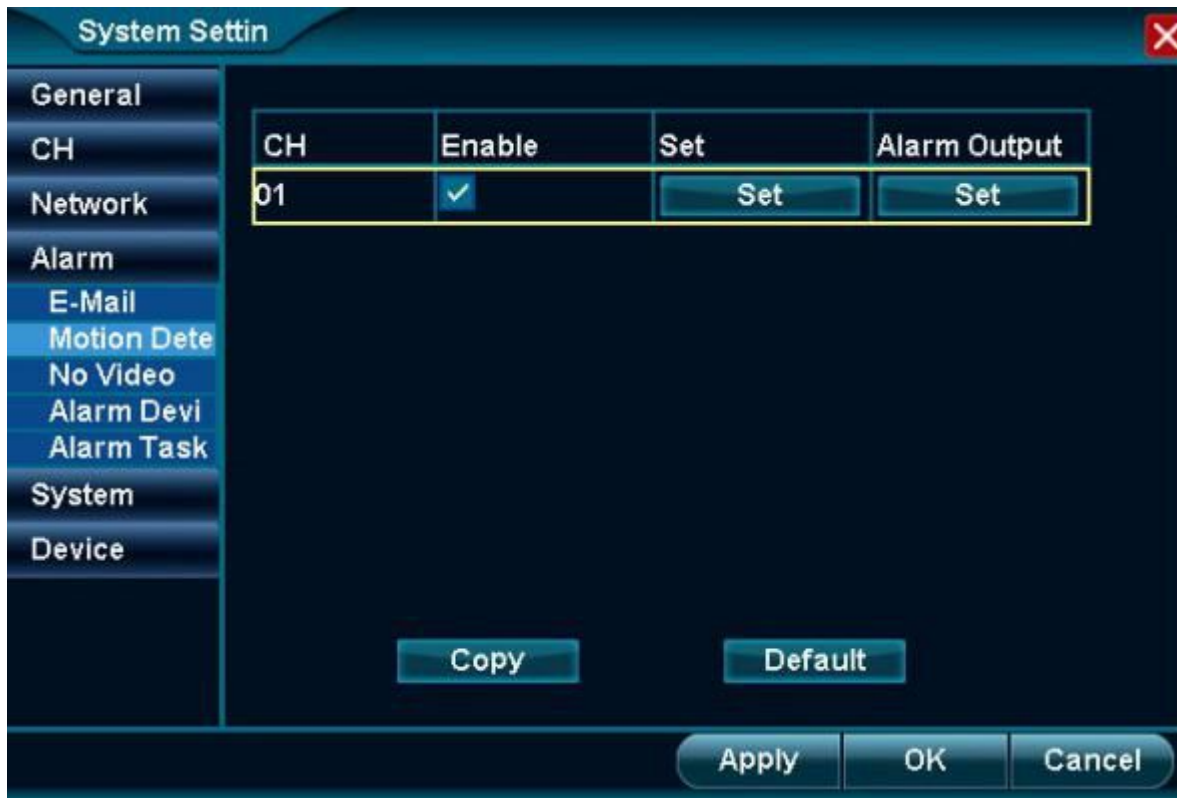 System Settin
General
CH
Network
Alarm
E-Mail
Motion Dete
No Video
Alarm Devi
Alarm Task
System
Device
CH Enable Set Alarm Output
01 Set Set
Copy Default
Apply OK Cancel